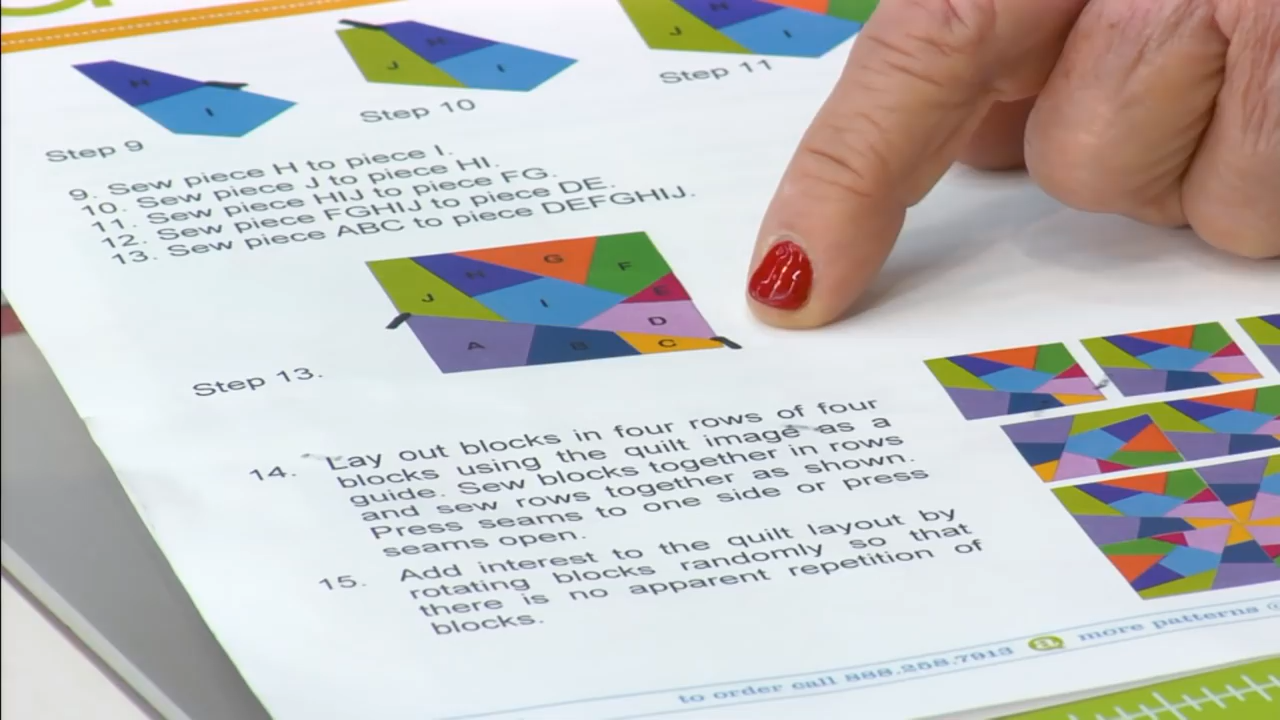 H
I
J
H
I
J
H
I
Step 9
Step 10
Step 11
9. Sew piece H to piece I.
10. Sew piece J to piece HI.
11. Sew piece HIJ to piece FG.
12. Sew piece FGHIJ to piece DE.
13. Sew piece ABC to piece DEFGHIJ.
J
H
G
F
I
E
D
A
B
C
Step 13.
14. Lay out blocks in four rows of four
blocks using the quilt image as a
guide. Sew blocks together in rows
and sew rows together as shown.
Press seams to one side or press
seams open.
15. Add interest to the quilt layout by
rotating blocks randomly so that
there is no apparent repetition of
blocks.
to order call 888.258.7913 a more patterns @